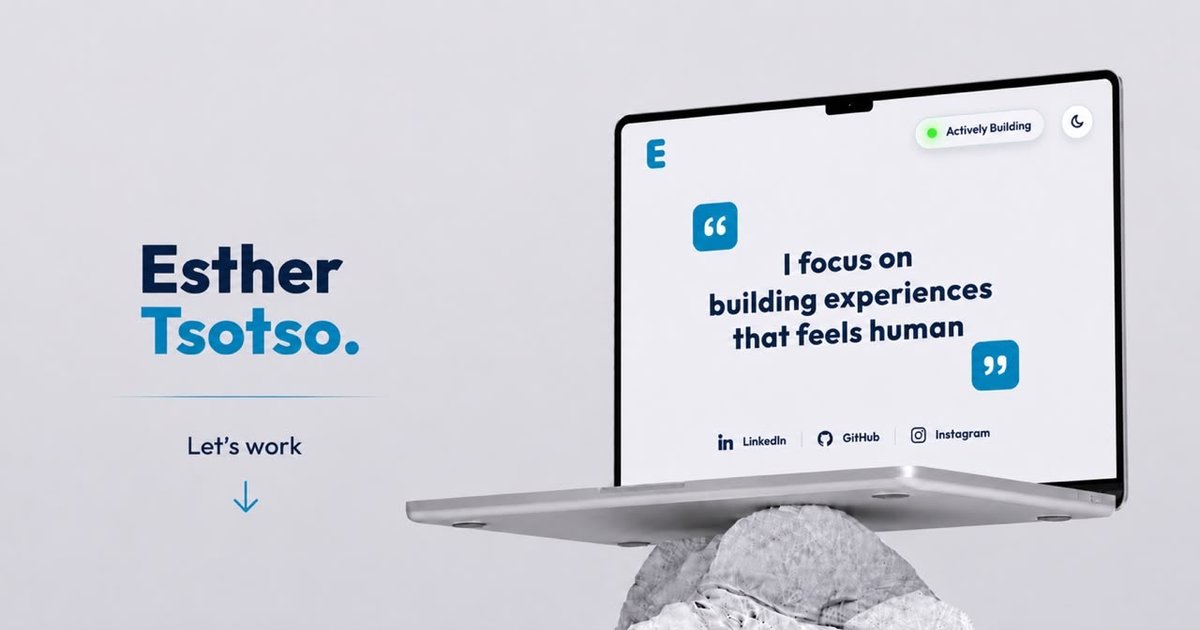 Esther
Tsotso.
Let's work
E
Actively Building
“
I focus on
building experiences
that feels human
”
LinkedIn
GitHub
Instagram